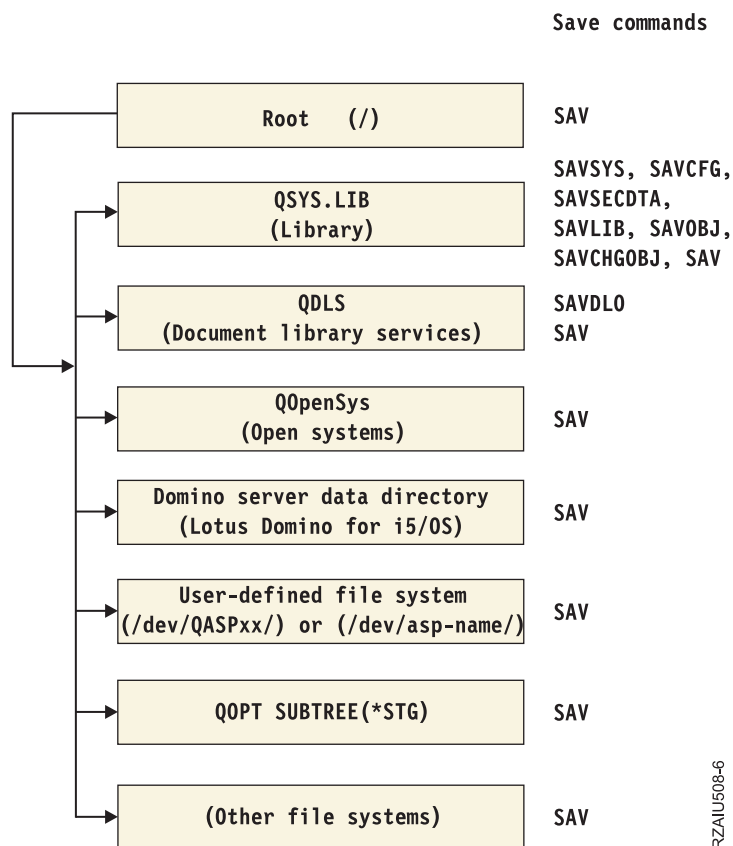 Save commands
Root (/)
SAV
QSYS.LIB
(Library)
SAVSYS, SAVCFG,
SAVSECDTA,
SAVLIB, SAVOBJ,
SAVCHGOBJ, SAV
QDLS
(Document library services)
SAVDLO
SAV
QOpenSys
(Open systems)
SAV
Domino server data directory
(Lotus Domino for i5/OS)
SAV
User-defined file system
(/dev/QASPxx/) or (/dev/asp-name/)
SAV
QOPT SUBTREE(*STG)
SAV
(Other file systems)
SAV
RZAIU508-6